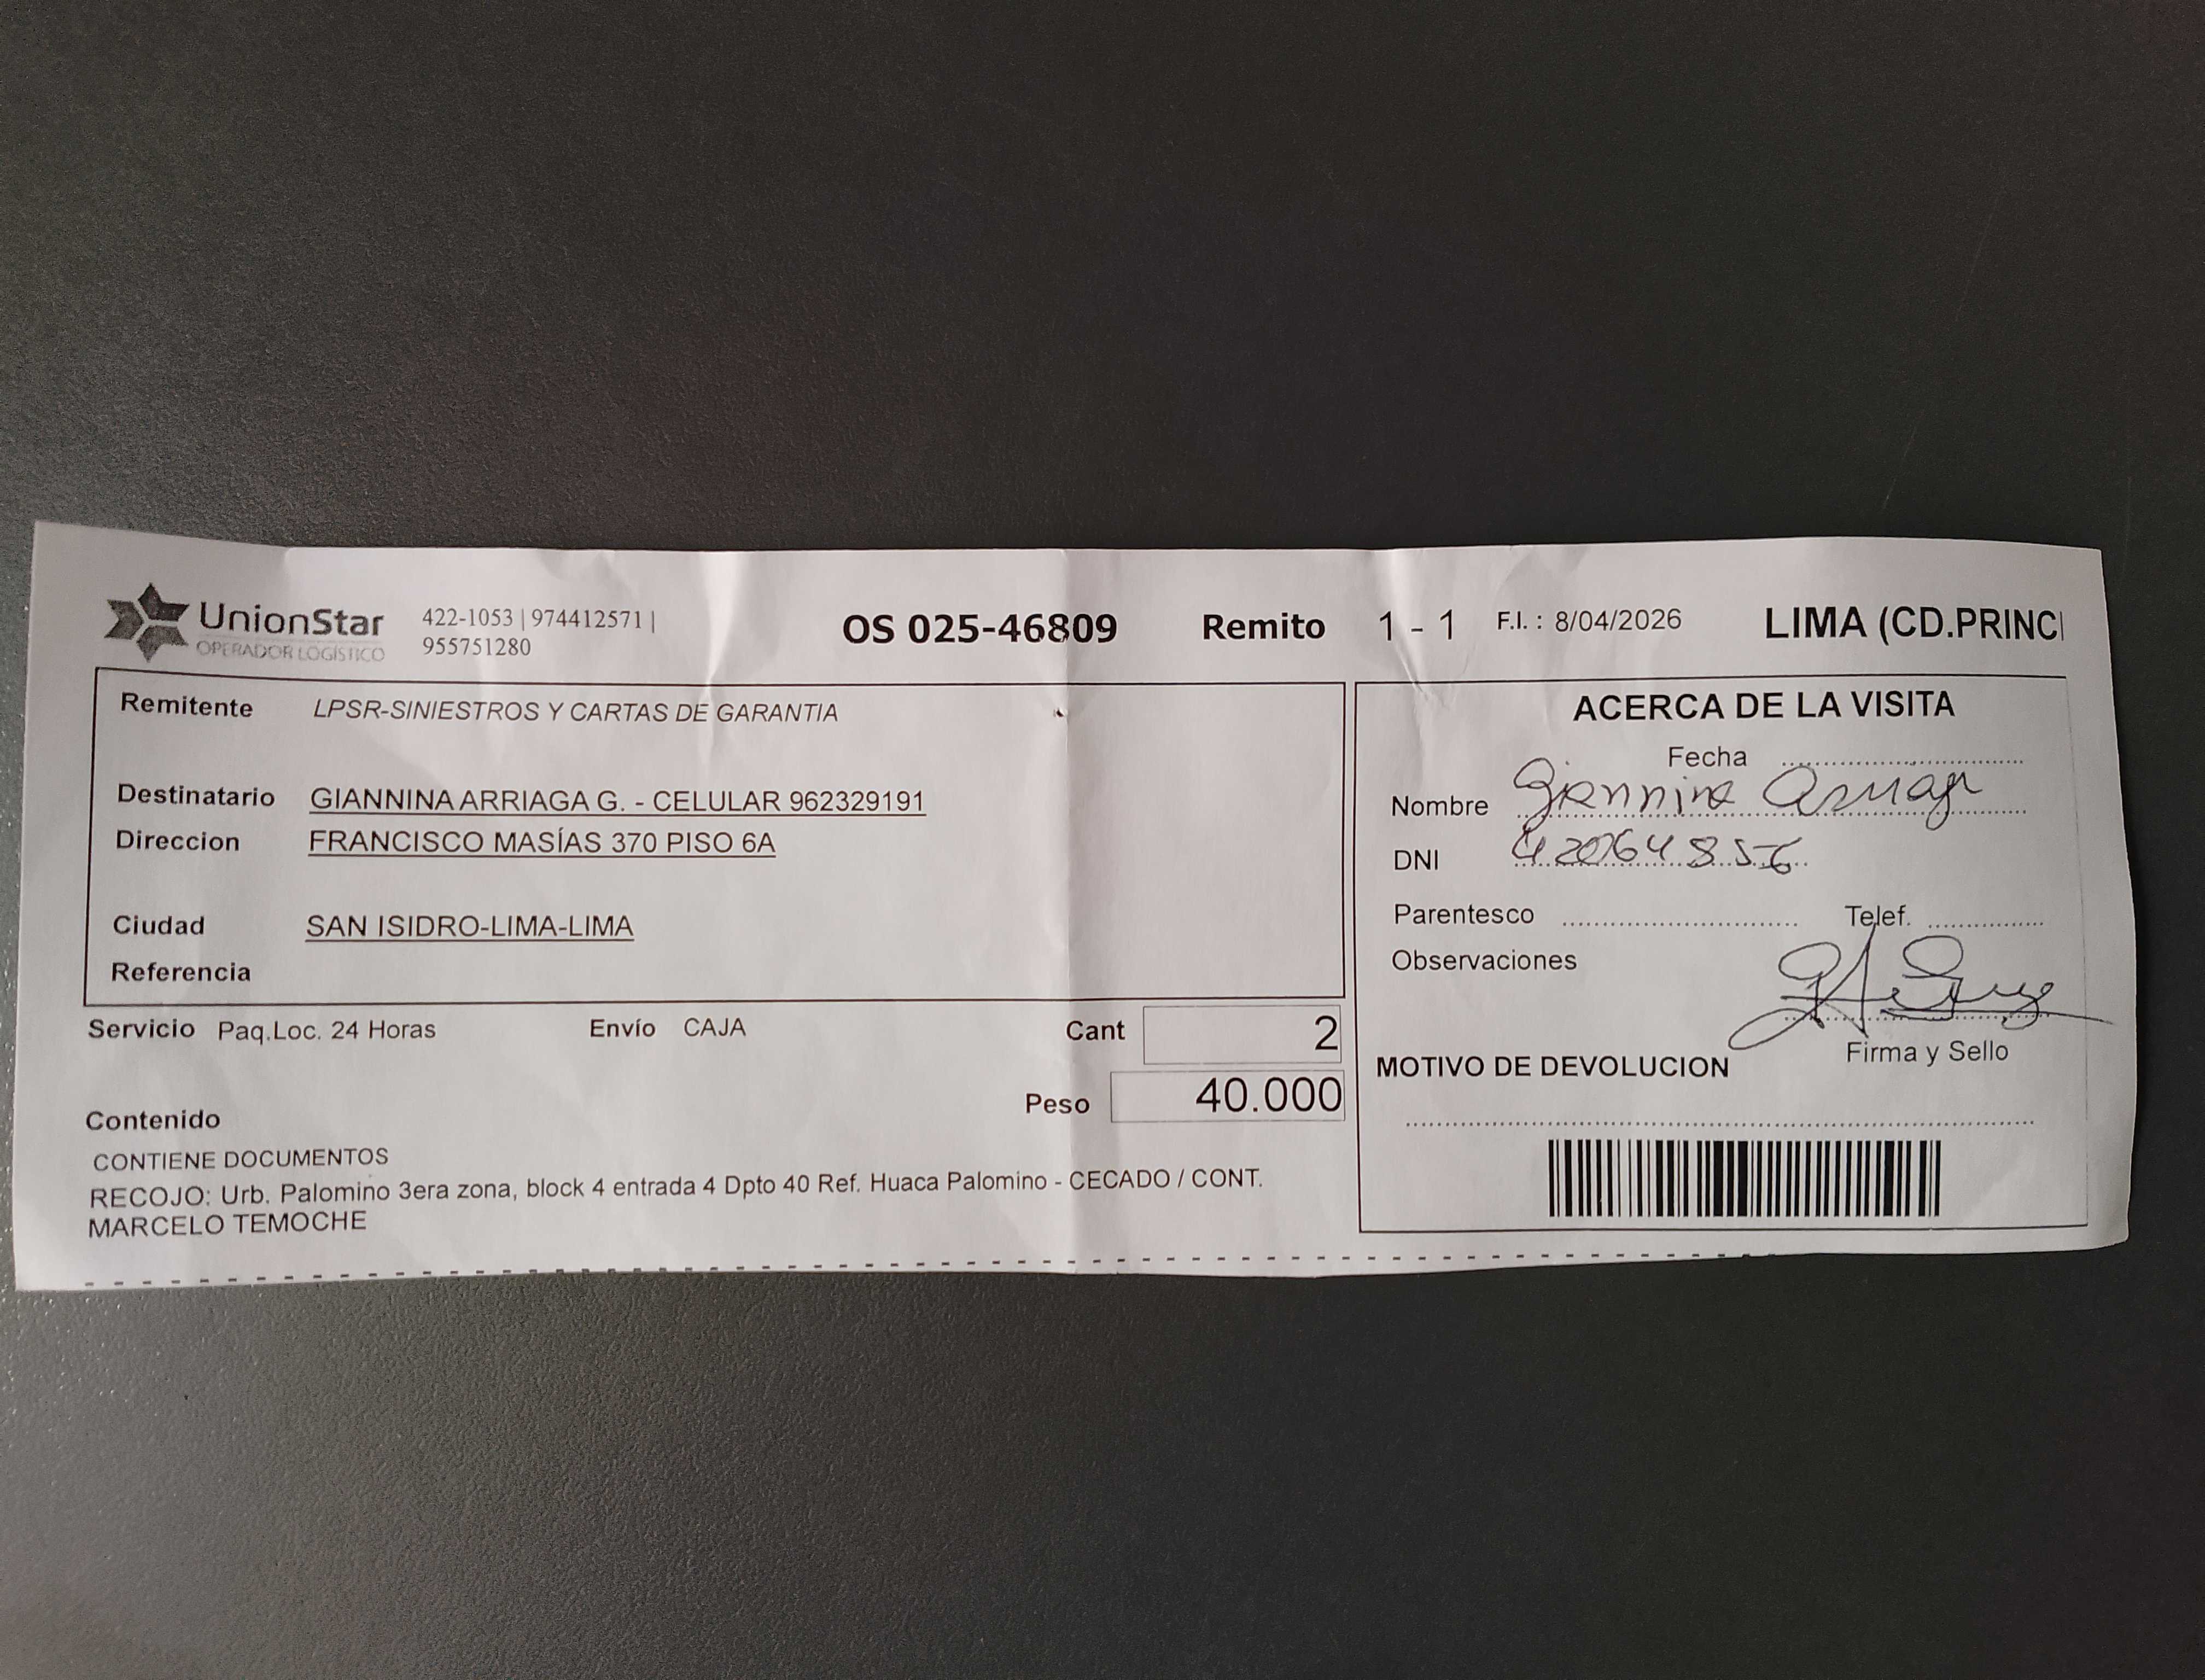 UnionStar
OPERADOR LOGÍSTICO
422-1053 | 974412571 |
955751280
OS 025-46809
Remito 1 - 1
F.I. : 8/04/2026
LIMA (CD.PRINCI
Remitente LPSR-SINIESTROS Y CARTAS DE GARANTIA
Destinatario GIANNINA ARRIAGA G. - CELULAR 962329191
Direccion FRANCISCO MASÍAS 370 PISO 6A
Ciudad SAN ISIDRO-LIMA-LIMA
Referencia
Servicio Paq.Loc. 24 Horas Envío CAJA Cant 2
Peso 40.000
Contenido
CONTIENE DOCUMENTOS
RECOJO: Urb. Palomino 3era zona, block 4 entrada 4 Dpto 40 Ref. Huaca Palomino - CECADO / CONT.
MARCELO TEMOCHE
ACERCA DE LA VISITA
Fecha
Nombre Giannina
DNI 42064856
Parentesco Telef.
Observaciones
Firma y Sello
MOTIVO DE DEVOLUCION